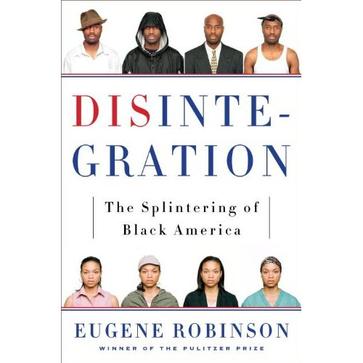 DISINTE-
GRATION
The Splintering of
Black America
EUGENE ROBINSON
WINNER OF THE PULITZER PRIZE